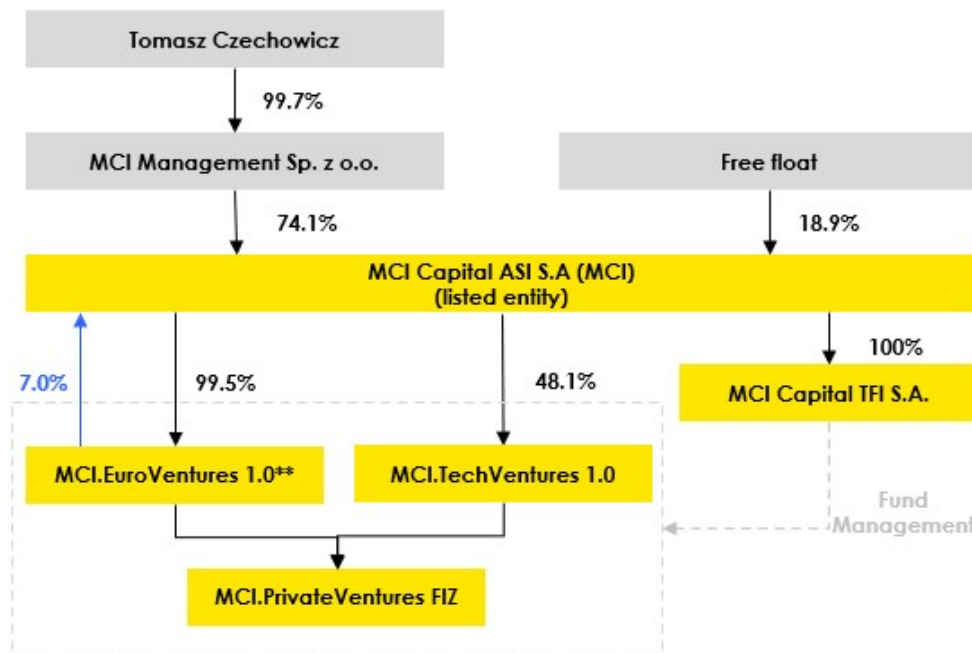 Tomasz Czechowicz
99.7%
MCI Management Sp. z o.o.
Free float
74.1%
18.9%
MCI Capital ASI S.A (MCI)
(listed entity)
7.0%
99.5%
48.1%
100%
MCI Capital TFI S.A.
MCI.EuroVentures 1.0**
MCI.TechVentures 1.0
Fund
Management
MCI.PrivateVentures FIZ